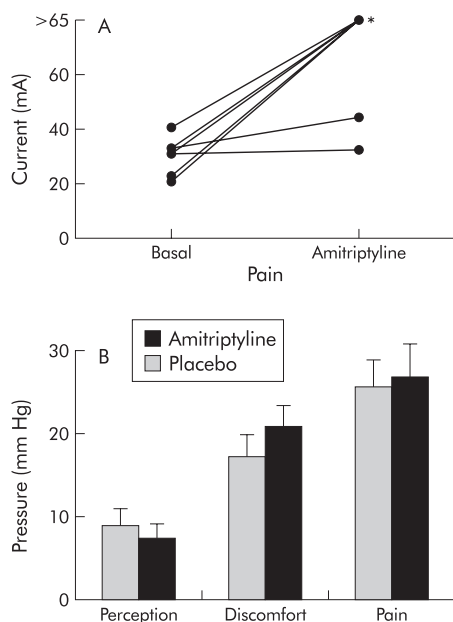 >65
A
*
60
40
20
0
Current (mA)
Basal
Amitriptyline
Pain
B
Amitriptyline
Placebo
30
20
10
0
Pressure (mm Hg)
Perception
Discomfort
Pain